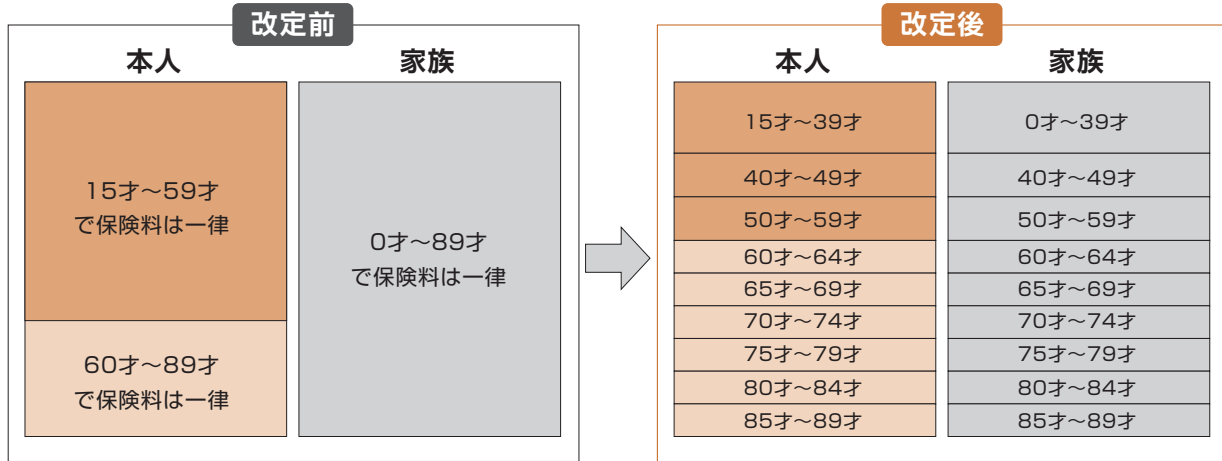 改定前
本人
家族
15才～59才
で保険料は一律
60才～89才
で保険料は一律
0才～89才
で保険料は一律
改定後
本人
家族
15才～39才
0才～39才
40才～49才
40才～49才
50才～59才
50才～59才
60才～64才
60才～64才
65才～69才
65才～69才
70才～74才
70才～74才
75才～79才
75才～79才
80才～84才
80才～84才
85才～89才
85才～89才